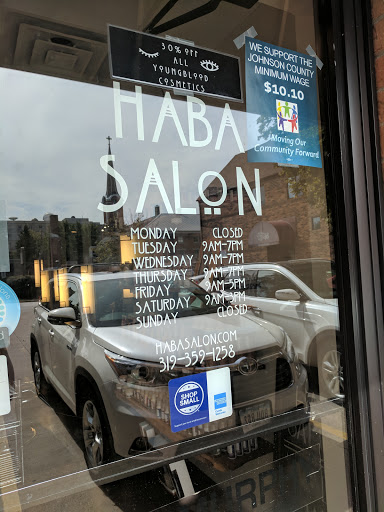 30% OFF
ALL
YOUNGBLOOD
COSMETICS
WE SUPPORT THE
JOHNSON COUNTY
MINIMUM WAGE
$10.10
Moving Our
Community Forward
HABA
SALON
MONDAY CLOSED
TUESDAY 9AM-7PM
WEDNESDAY 9AM-7PM
THURSDAY 9AM-7PM
FRIDAY 9AM-5PM
SATURDAY 9AM-3PM
SUNDAY CLOSED
HABASALON.COM
319-359-1258
SHOP
SMALL